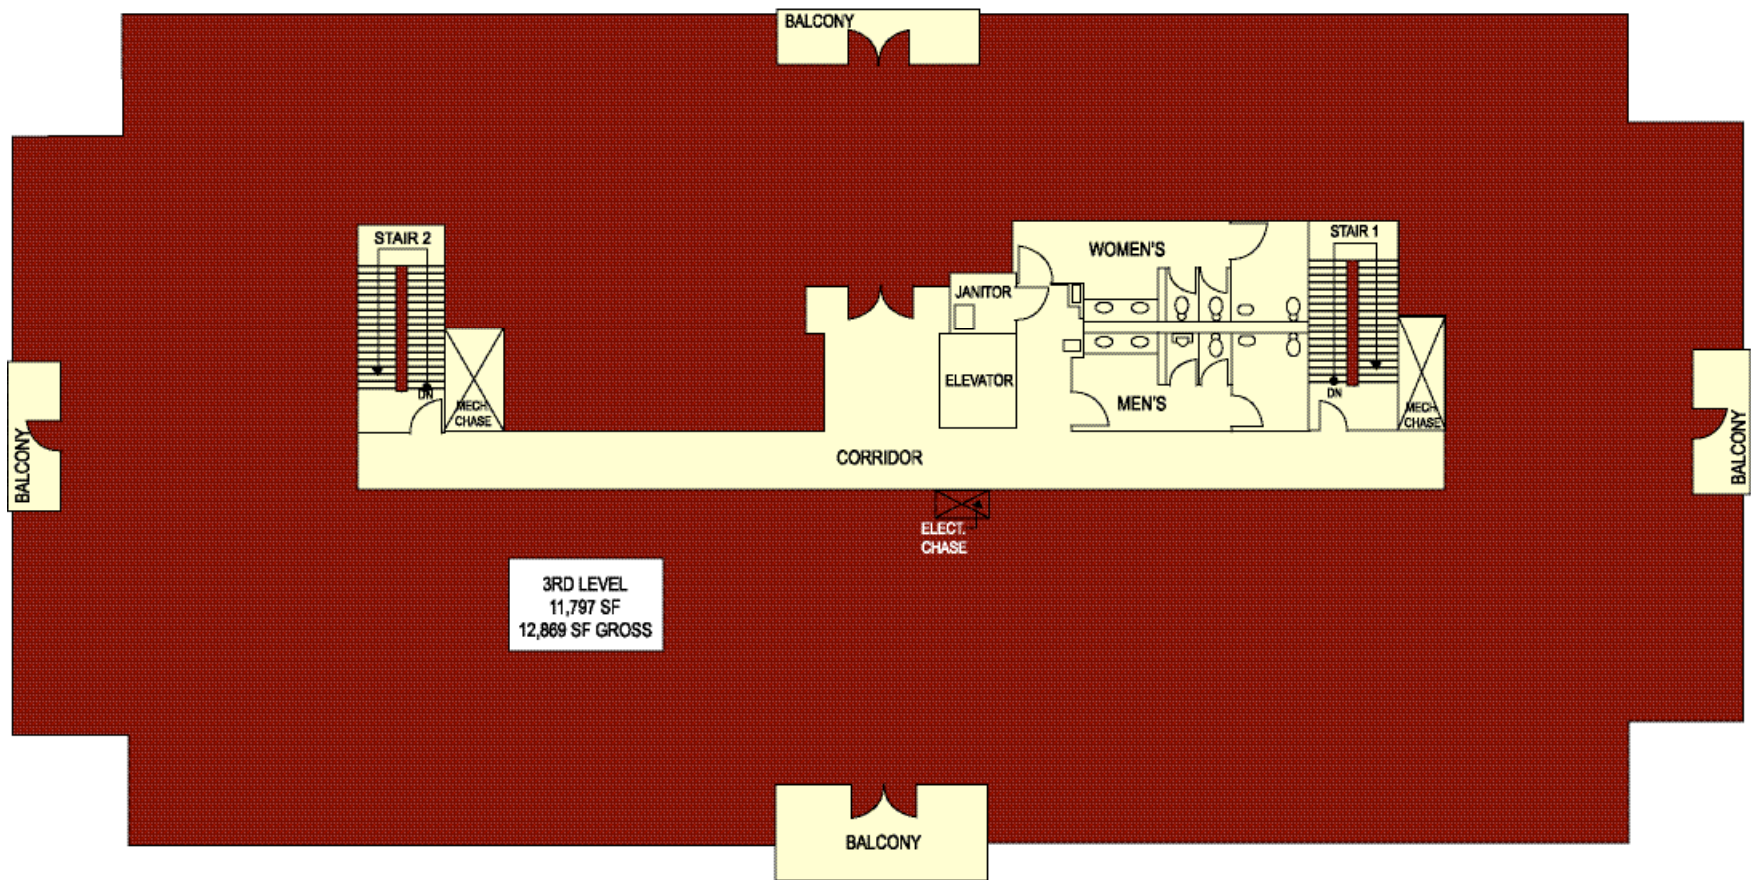 BALCONY
STAIR 2
WOMEN'S
STAIR 1
JANITOR
ELEVATOR
DN
MECH.
CHASE
MEN'S
DN
MECH.
CHASE
BALCONY
BALCONY
CORRIDOR
ELECT.
CHASE
3RD LEVEL
11,797 SF
12,869 SF GROSS
BALCONY